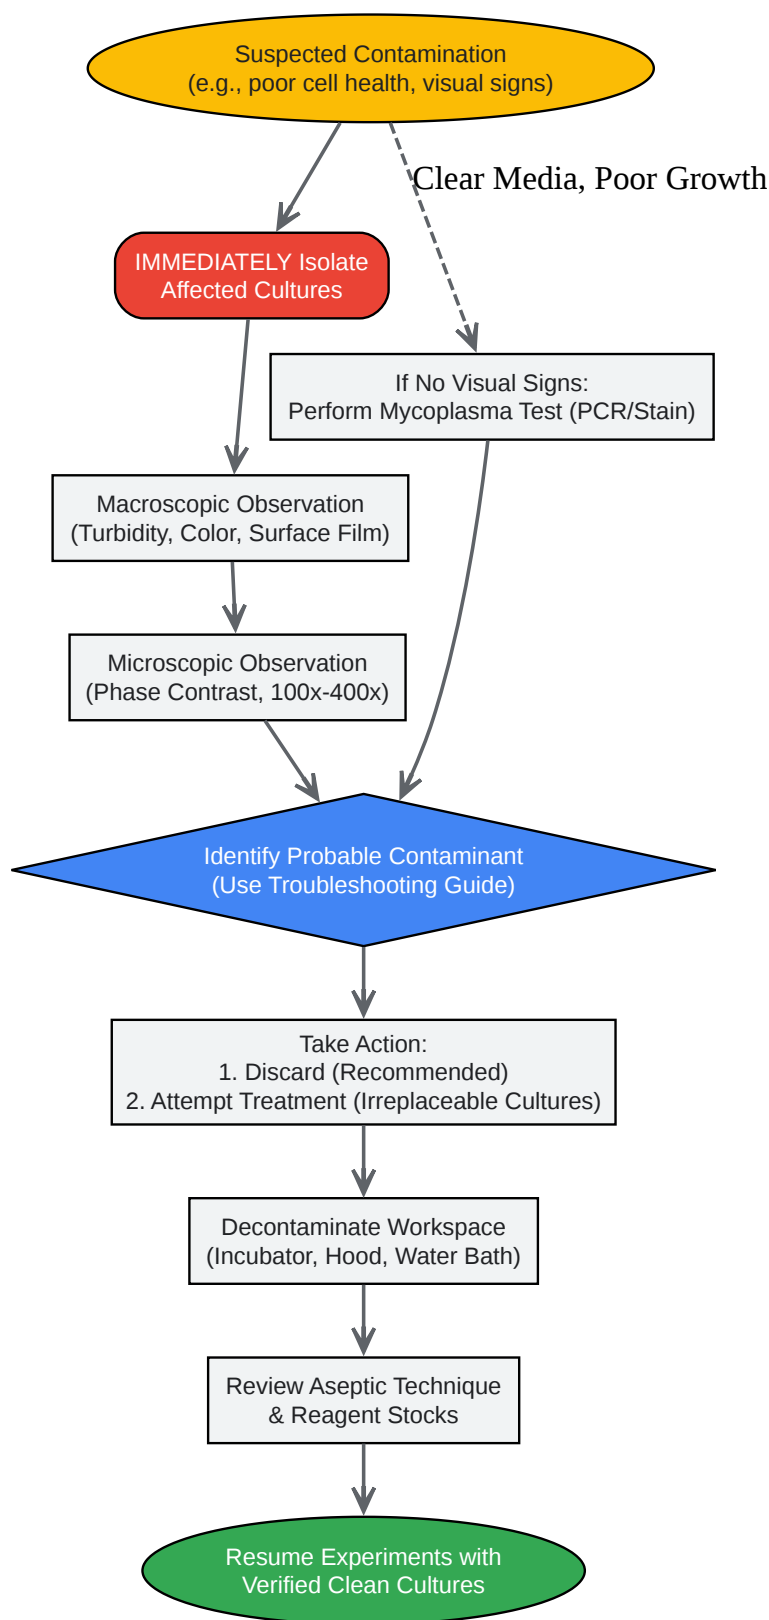 Suspected Contamination
(e.g., poor cell health, visual signs)
Clear Media, Poor Growth
IMMEDIATELY Isolate
Affected Cultures
If No Visual Signs:
Perform Mycoplasma Test (PCR/Stain)
Macroscopic Observation
(Turbidity, Color, Surface Film)
Microscopic Observation
(Phase Contrast, 100x-400x)
Identify Probable Contaminant
(Use Troubleshooting Guide)
Take Action:
1. Discard (Recommended)
2. Attempt Treatment (Irreplaceable Cultures)
Decontaminate Workspace
(Incubator, Hood, Water Bath)
Review Aseptic Technique
& Reagent Stocks
Resume Experiments with
Verified Clean Cultures